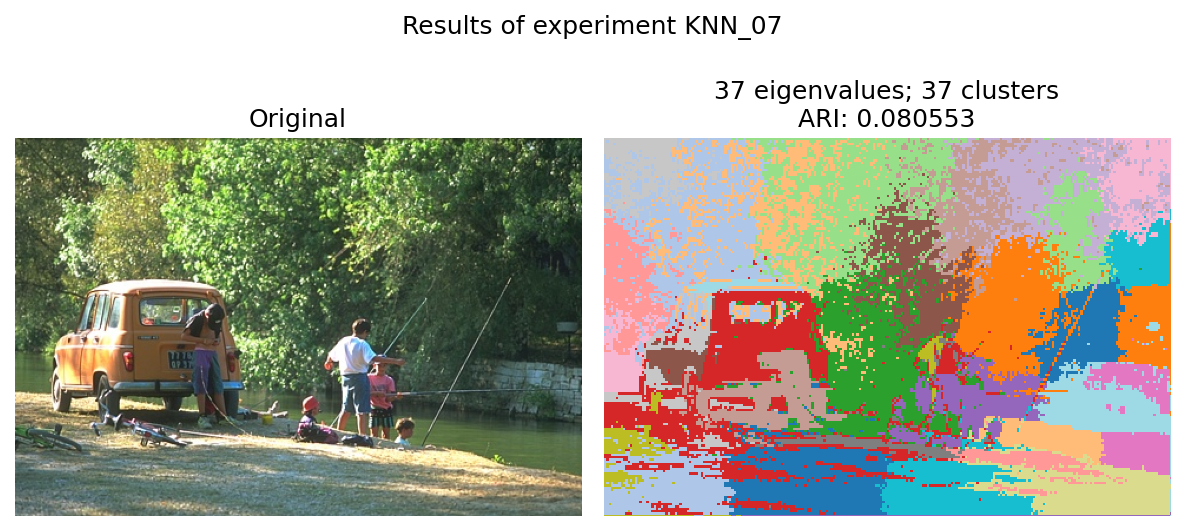 Results of experiment KNN_07
Original
37 eigenvalues; 37 clusters
ARI: 0.080553